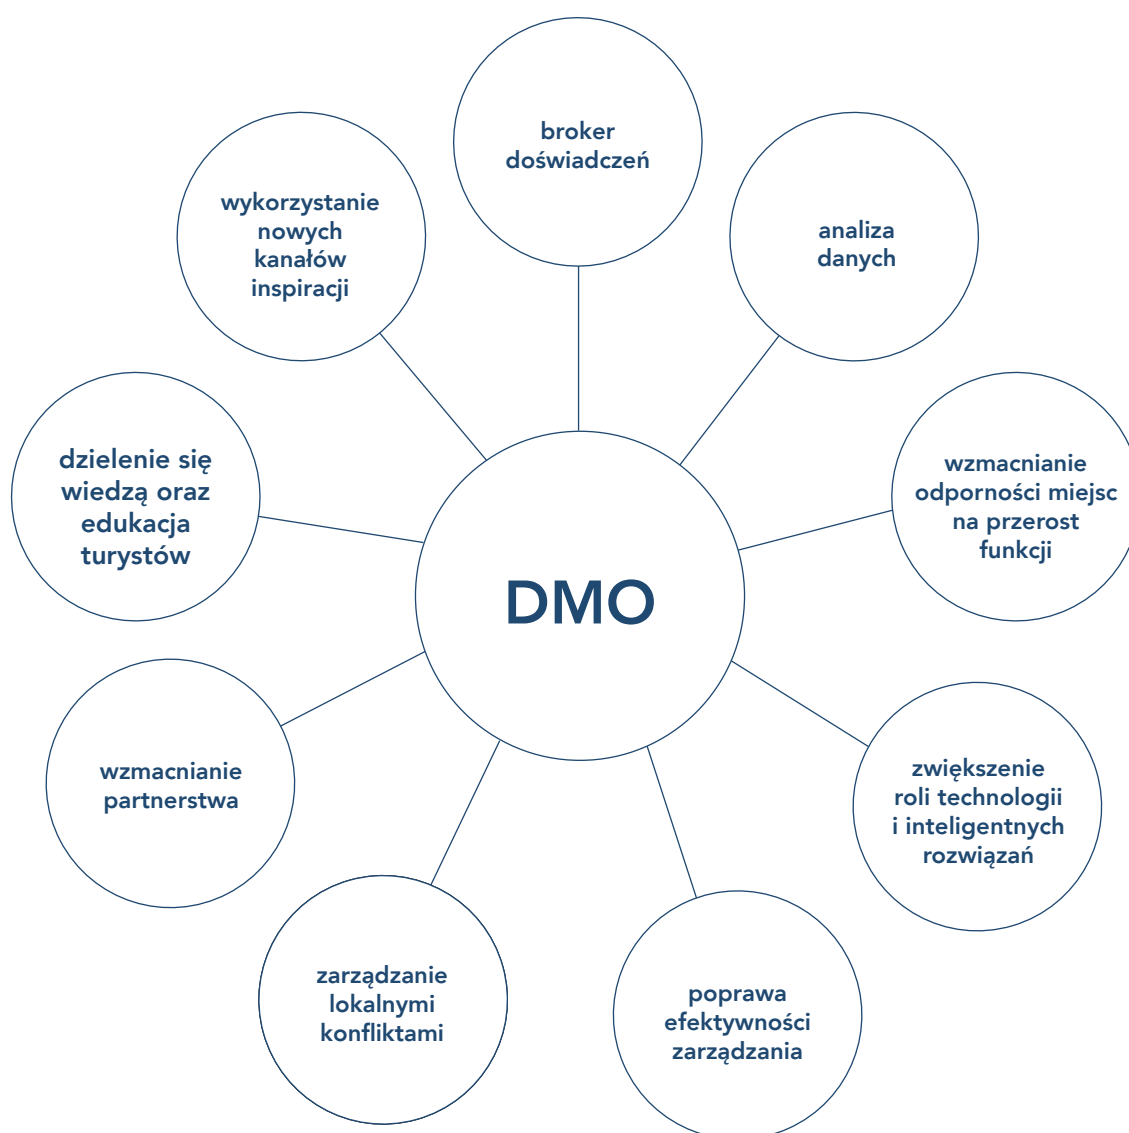 broker
doświadczeń
analiza
danych
wzmacnianie
odporności miejsc
na przerost
funkcji
zwiększenie
roli technologii
i inteligentnych
rozwiązań
poprawa
efektywności
zarządzania
zarządzanie
lokalnymi
konfliktami
wzmacnianie
partnerstwa
dzielenie się
wiedzą oraz
edukacja
turystów
wykorzystanie
nowych
kanałów
inspiracji
DMO